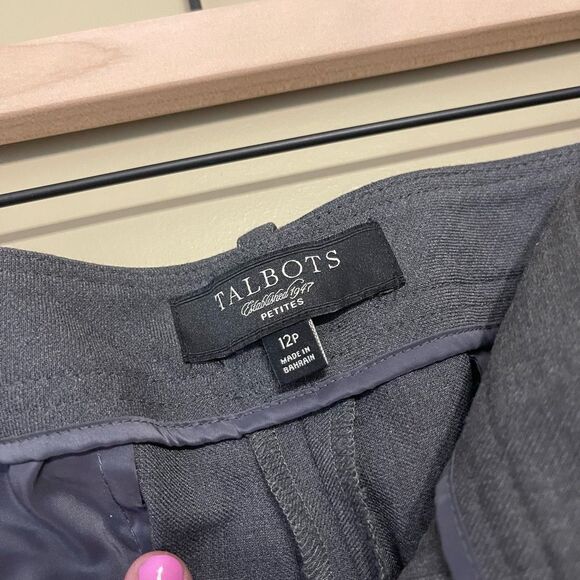 TALBOTS
Established 1947
PETITES
12P
MADE IN
BAHRAIN